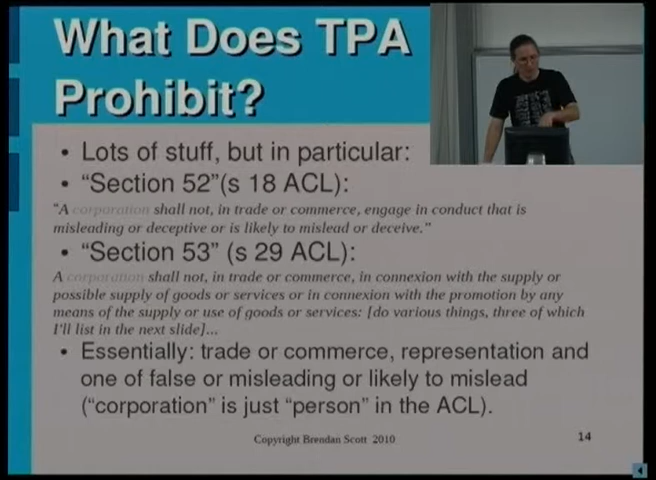 What Does TPA
Prohibit?
• Lots of stuff, but in particular:
• “Section 52”(s 18 ACL):
“A corporation shall not, in trade or commerce, engage in conduct that is
misleading or deceptive or is likely to mislead or deceive.”
• “Section 53” (s 29 ACL):
A corporation shall not, in trade or commerce, in connexion with the supply or
possible supply of goods or services or in connexion with the promotion by any
means of the supply or use of goods or services: [do various things, three of which
I'll list in the next slide]...
• Essentially: trade or commerce, representation and
one of false or misleading or likely to mislead
(“corporation” is just “person” in the ACL).
Copyright Brendan Scott 2010
14